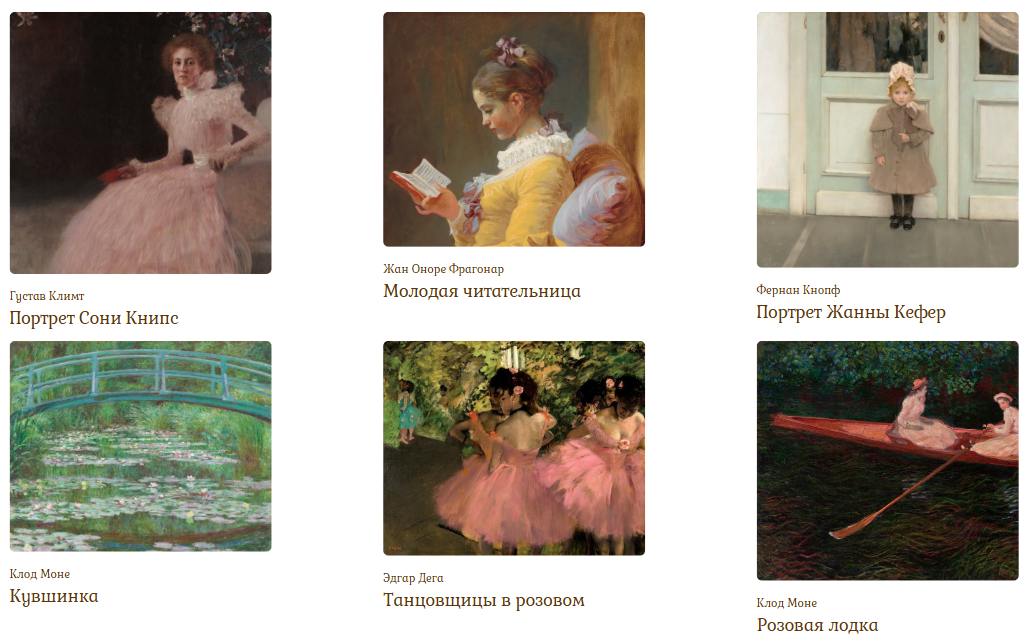 Густав Климт
Портрет Сони Книпс
Жан Оноре Фрагонар
Молодая читательница
Фернан Кнопф
Портрет Жанны Кефер
Клод Моне
Кувшинка
Эдгар Дега
Танцовщицы в розовом
Клод Моне
Розовая лодка